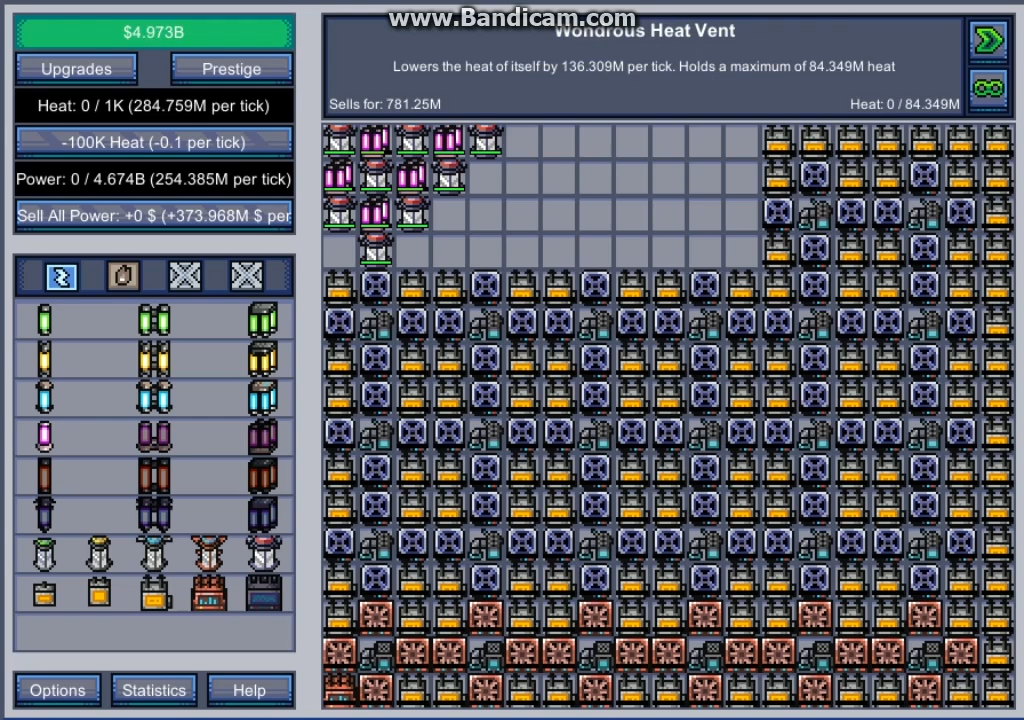 www.Bandicam.com
$4.973B
Upgrades
Prestige
Heat: 0 / 1K (284.759M per tick)
-100K Heat (-0.1 per tick)
Power: 0 / 4.674B (254.385M per tick)
Sell All Power: +0 $ (+373.968M $ per
Wondrous Heat Vent
Lowers the heat of itself by 136.309M per tick. Holds a maximum of 84.349M heat
Sells for: 781.25M
Heat: 0 / 84.349M
Options
Statistics
Help